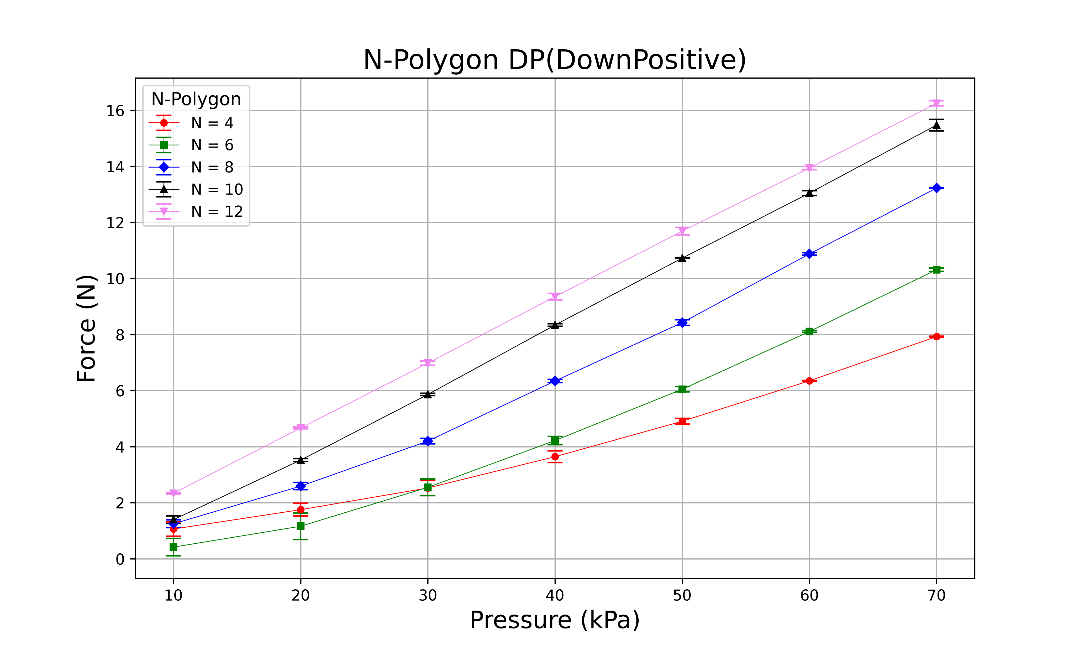 N-Polygon DP(DownPositive)
N-Polygon
N = 4
N = 6
N = 8
N = 10
N = 12
Force (N)
16
14
12
10
8
6
4
2
0
10 20 30 40 50 60 70
Pressure (kPa)